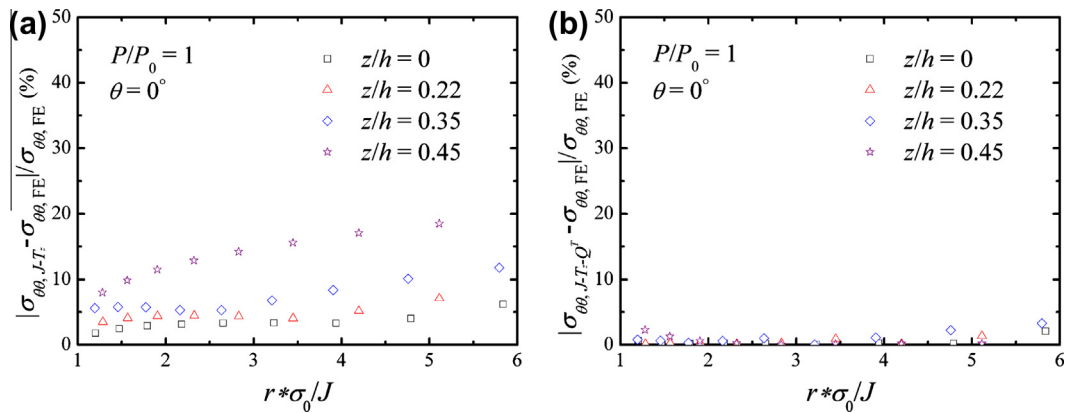 (a)
P/P₀ = 1
θ = 0°
z/h = 0
z/h = 0.22
z/h = 0.35
z/h = 0.45
|σθθ, J-Tz - σθθ, FE|/σθθ, FE (%)
50
40
30
20
10
0
1 2 3 4 5 6
r*σ₀/J
(b)
P/P₀ = 1
θ = 0°
z/h = 0
z/h = 0.22
z/h = 0.35
z/h = 0.45
|σθθ, J-Tz-Qᵀ - σθθ, FE|/σθθ, FE (%)
50
40
30
20
10
0
1 2 3 4 5 6
r*σ₀/J